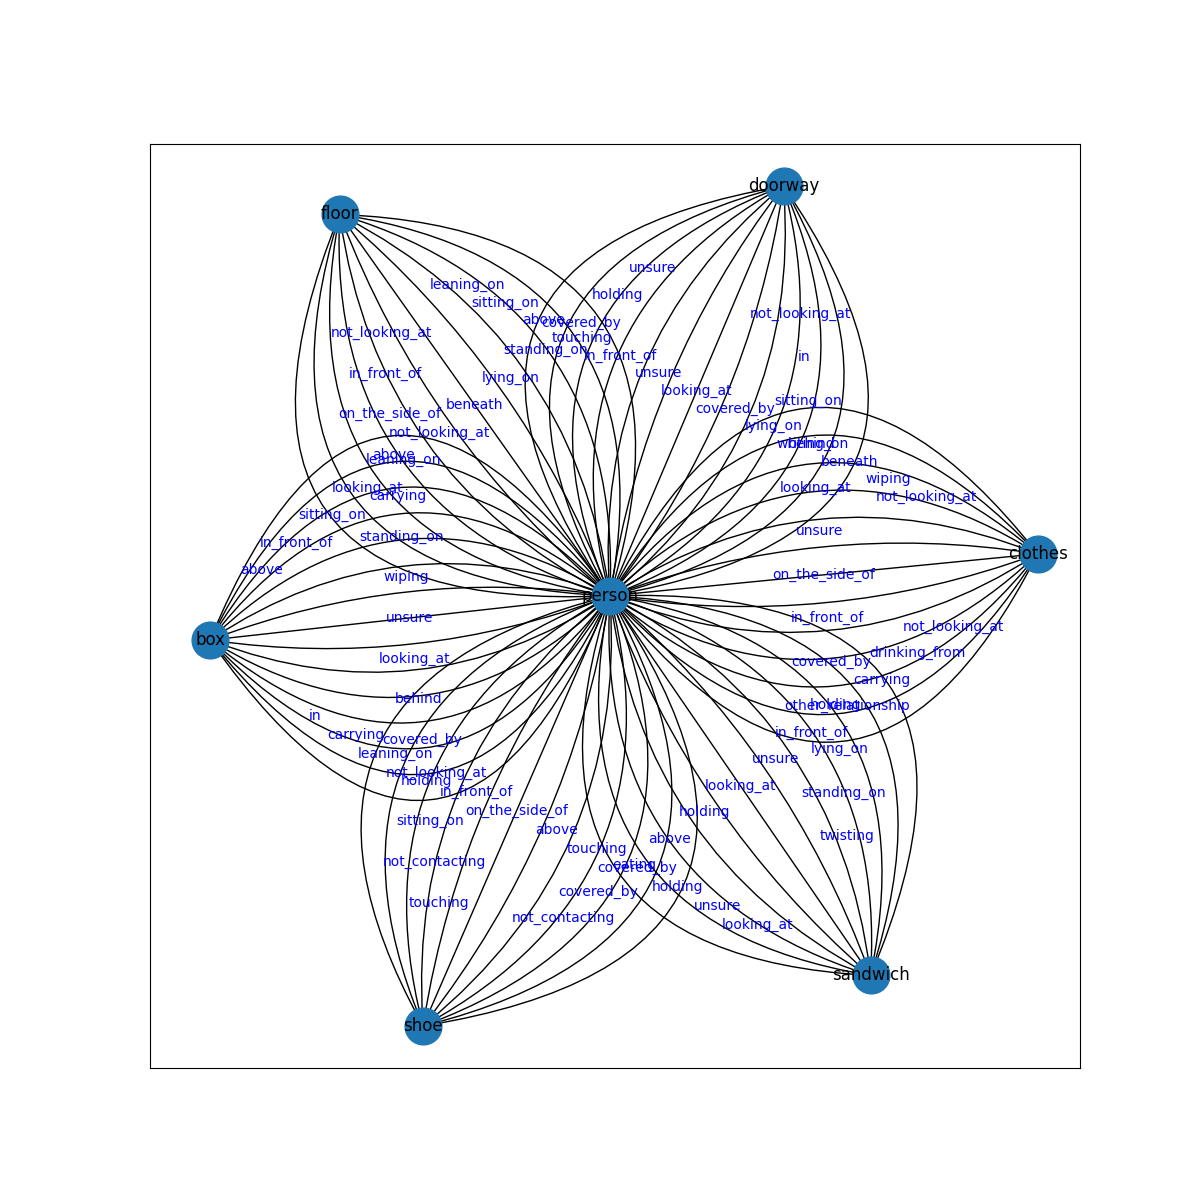 doorway
floor
unsure
leaning_on
holding
sitting_on
not_looking_at
above
covered_by
not_looking_at
touching
standing_on
in_front_of
in
in_front_of
unsure
lying_on
looking_at
sitting_on
beneath
covered_by
on_the_side_of
lying_on
not_looking_at
behind
above
leaning_on
beneath
wiping
looking_at
looking_at
carrying
not_looking_at
sitting_on
unsure
standing_on
in_front_of
clothes
above
on_the_side_of
wiping
person
unsure
in_front_of
not_looking_at
box
drinking_from
looking_at
covered_by
carrying
behind
other_relationship
holding
in
in_front_of
carrying
covered_by
lying_on
leaning_on
unsure
not_looking_at
holding
looking_at
in_front_of
standing_on
on_the_side_of
holding
sitting_on
above
twisting
above
touching
not_contacting
eating
covered_by
holding
covered_by
touching
unsure
not_contacting
looking_at
sandwich
shoe